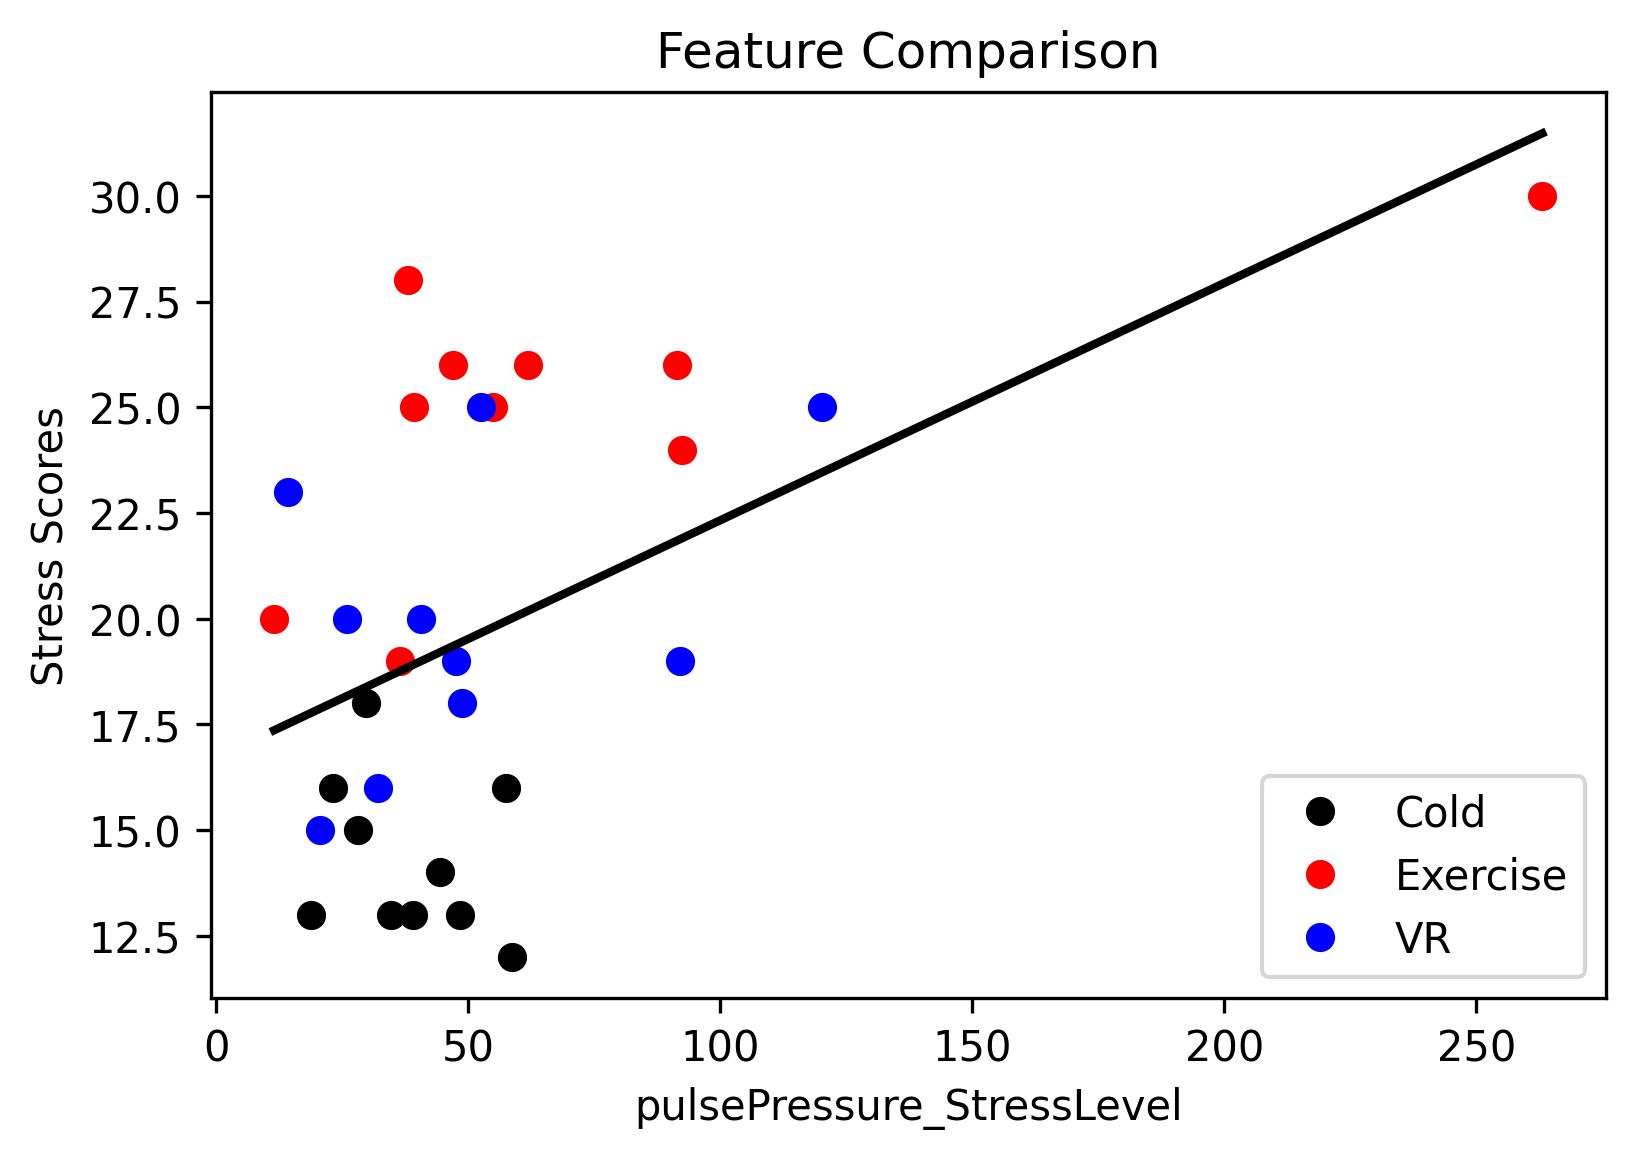 Feature Comparison
Stress Scores
30.0
27.5
25.0
22.5
20.0
17.5
15.0
12.5
0 50 100 150 200 250
pulsePressure_StressLevel
Cold
Exercise
VR